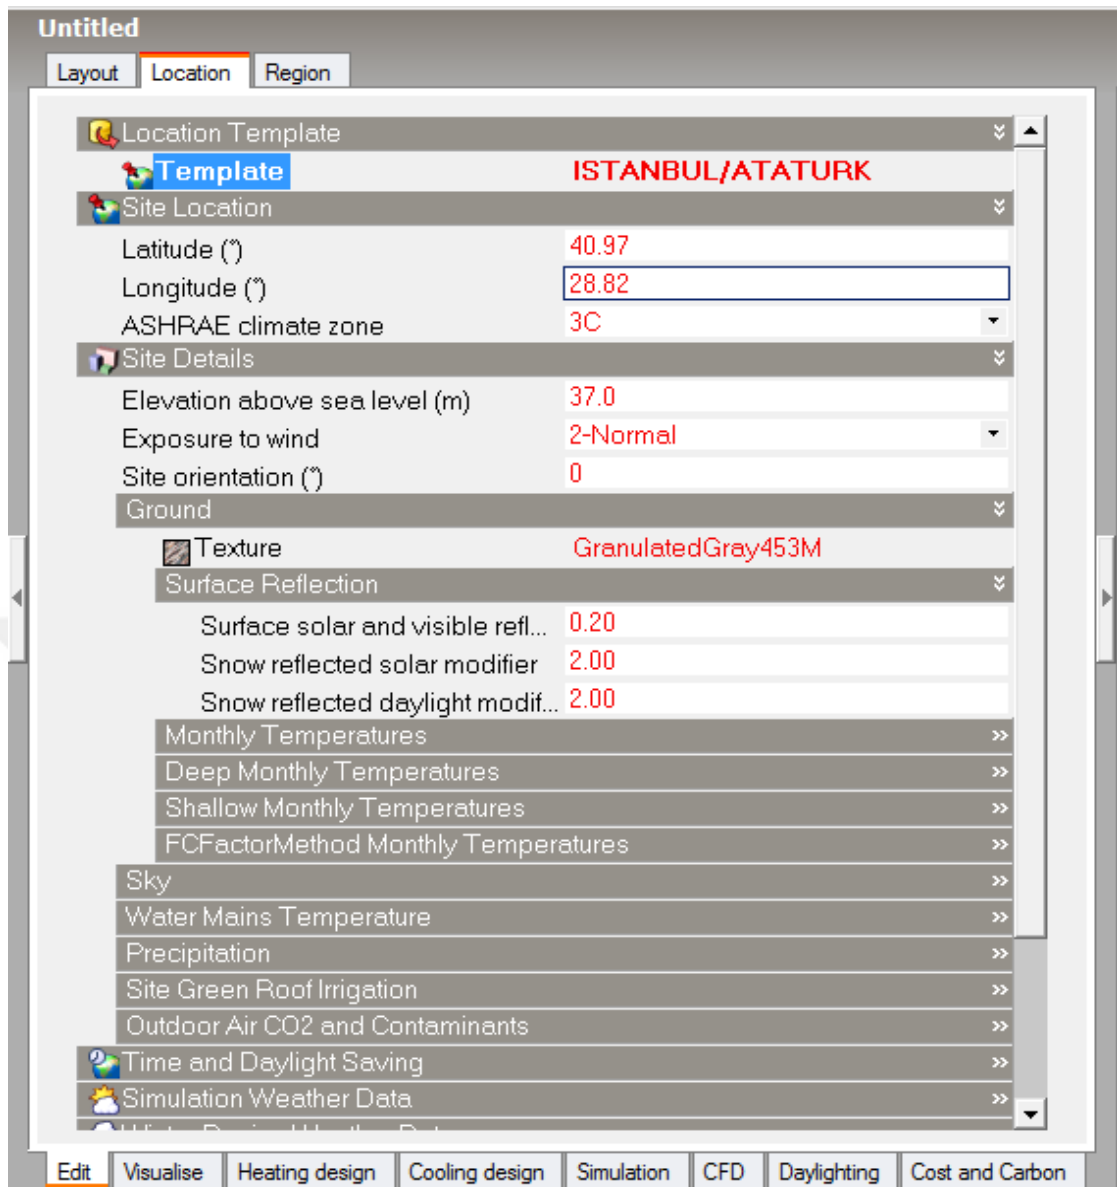 Untitled
Layout Location Region
Location Template
Template ISTANBUL/ATATURK
Site Location
Latitude (°) 40.97
Longitude (°) 28.82
ASHRAE climate zone 3C
Site Details
Elevation above sea level (m) 37.0
Exposure to wind 2-Normal
Site orientation (°) 0
Ground
Texture GranulatedGray453M
Surface Reflection
Surface solar and visible refl... 0.20
Snow reflected solar modifier 2.00
Snow reflected daylight modif... 2.00
Monthly Temperatures
Deep Monthly Temperatures
Shallow Monthly Temperatures
FCFactorMethod Monthly Temperatures
Sky
Water Mains Temperature
Precipitation
Site Green Roof Irrigation
Outdoor Air CO2 and Contaminants
Time and Daylight Saving
Simulation Weather Data
Edit Visualise Heating design Cooling design Simulation CFD Daylighting Cost and Carbon